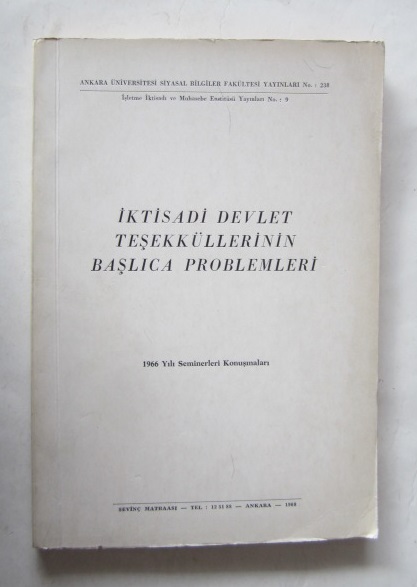 ANKARA ÜNİVERSİTESİ SİYASAL BİLGİLER FAKÜLTESİ YAYINLARI No. : 238
İşletme İktisadı ve Muhasebe Enstitüsü Yayınları No. : 9
İKTİSADİ DEVLET
TEŞEKKÜLLERİNİN
BAŞLICA PROBLEMLERİ
1966 Yılı Seminerleri Konuşmaları
SEVİNÇ MATBAASI — TEL : — ANKARA — 1968